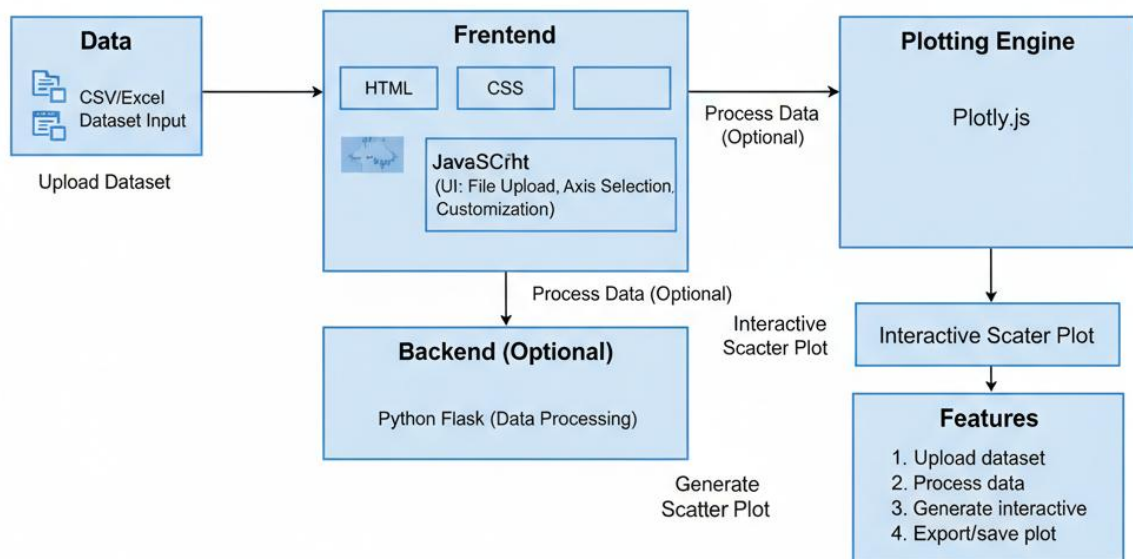 Data
CSV/Excel
Dataset Input
Upload Dataset
Frentend
HTML
CSS
JavaSCrht
(UI: File Upload, Axis Selection,
Customization)
Process Data
(Optional)
Plotting Engine
Plotly.js
Process Data (Optional)
Backend (Optional)
Python Flask (Data Processing)
Interactive
Scacter Plot
Interactive Scater Plot
Generate
Scatter Plot
Features
1. Upload dataset
2. Process data
3. Generate interactive
4. Export/save plot